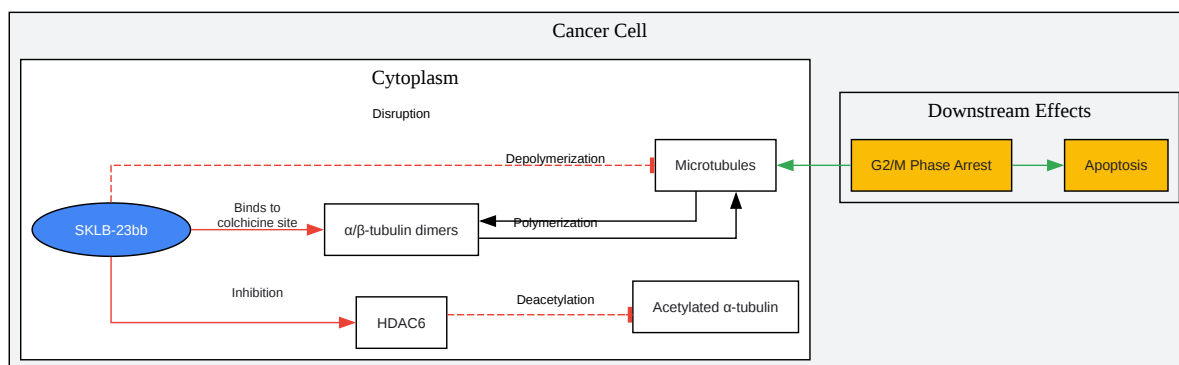 Cancer Cell
Cytoplasm
Disruption
Downstream Effects
Depolymerization
Microtubules
G2/M Phase Arrest
Apoptosis
SKLB-23bb
Binds to
colchicine site
α/β-tubulin dimers
Polymerization
Inhibition
HDAC6
Deacetylation
Acetylated α-tubulin